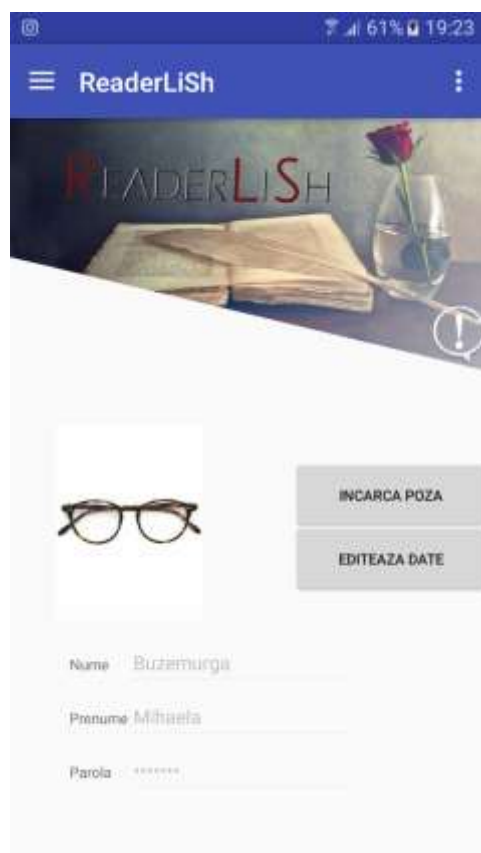 61% 19:23
ReaderLiSh
READERLISH
INCARCA POZA
EDITEAZA DATE
Nume Buzemurga
Prenume Mihaela
Parola *******